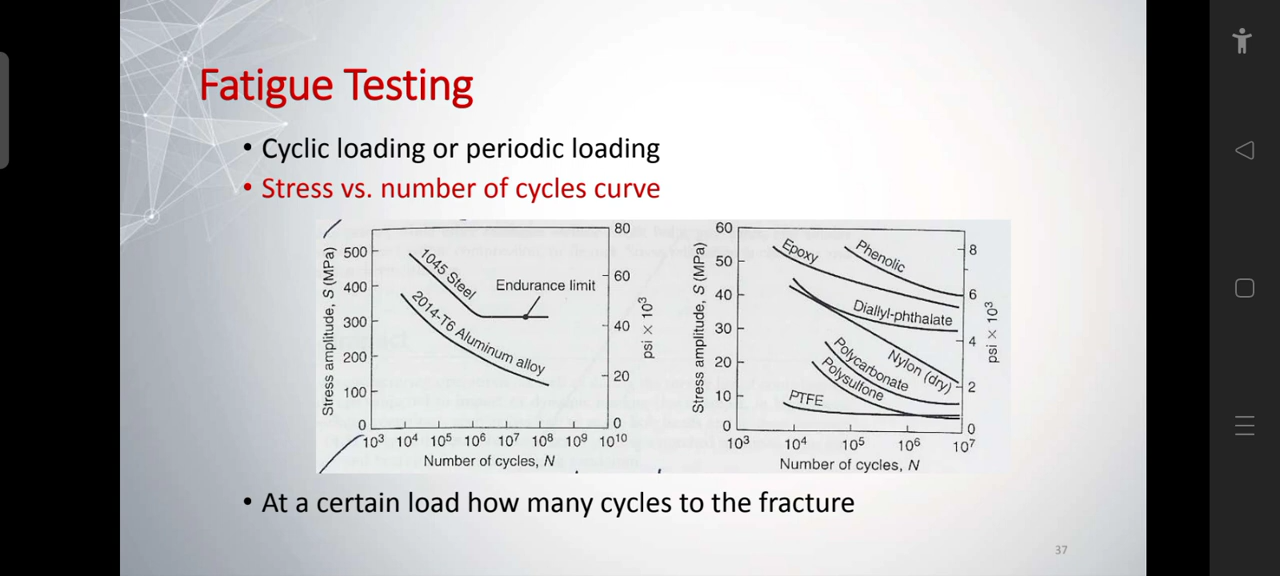 Fatigue Testing
• Cyclic loading or periodic loading
• Stress vs. number of cycles curve
Stress amplitude, S (MPa)
500
400
300
200
100
0
1045 Steel
2014-T6 Aluminum alloy
Endurance limit
80
60
40
20
0
psi × 10³
10³ 10⁴ 10⁵ 10⁶ 10⁷ 10⁸ 10⁹ 10¹⁰
Number of cycles, N
Stress amplitude, S (MPa)
60
50
40
30
20
10
0
Epoxy
Phenolic
Diallyl-phthalate
Nylon (dry)
Polycarbonate
Polysulfone
PTFE
8
6
4
2
0
psi × 10³
10³ 10⁴ 10⁵ 10⁶ 10⁷
Number of cycles, N
• At a certain load how many cycles to the fracture
37